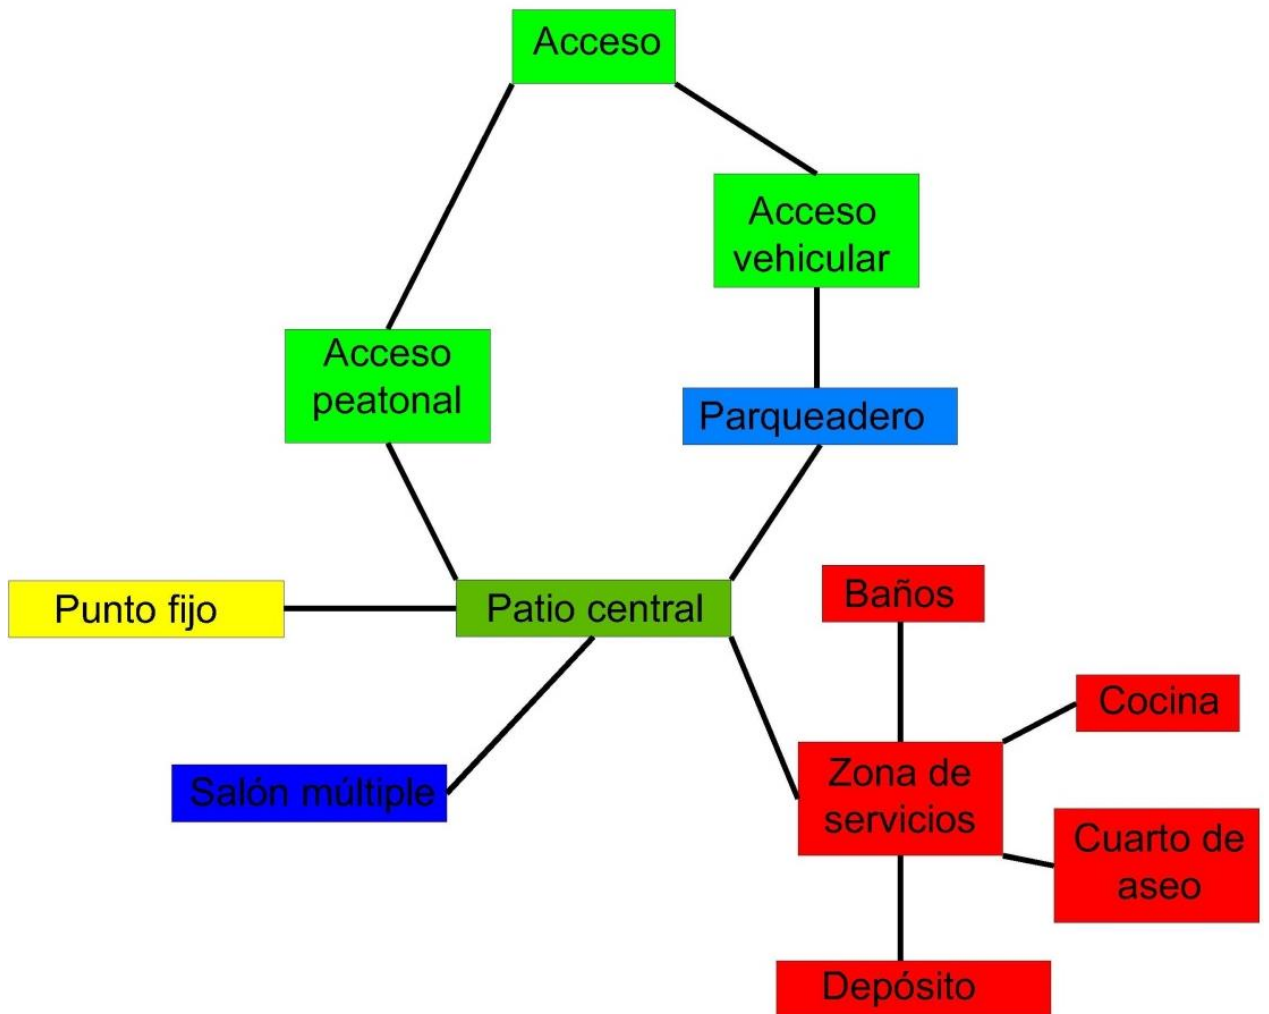 Acceso
Acceso
vehicular
Acceso
peatonal
Parqueadero
Punto fijo
Patio central
Baños
Cocina
Salón múltiple
Zona de
servicios
Cuarto de
aseo
Depósito